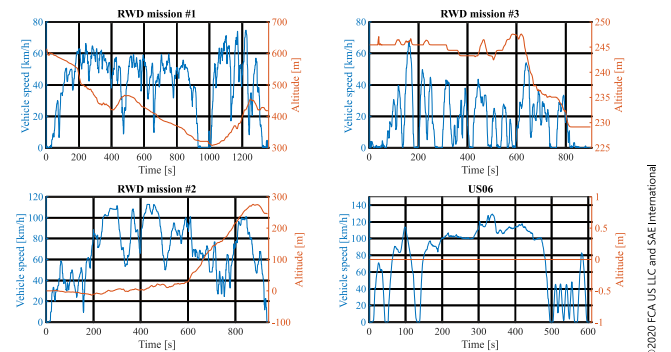 RWD mission #1
80
60
40
20
0
Vehicle speed [km/h]
700
600
500
400
300
Altitude [m]
0 200 400 600 800 1000 1200
Time [s]
RWD mission #3
80
60
40
20
0
Vehicle speed [km/h]
250
245
240
235
230
225
Altitude [m]
0 200 400 600 800
Time [s]
RWD mission #2
120
100
80
60
40
20
0
Vehicle speed [km/h]
300
200
100
0
-100
Altitude [m]
0 200 400 600 800
Time [s]
US06
140
120
100
80
60
40
20
0
Vehicle speed [km/h]
1
0.5
0
-0.5
-1
Altitude [m]
0 100 200 300 400 500 600
Time [s]
©2020 FCA US LLC and SAE International